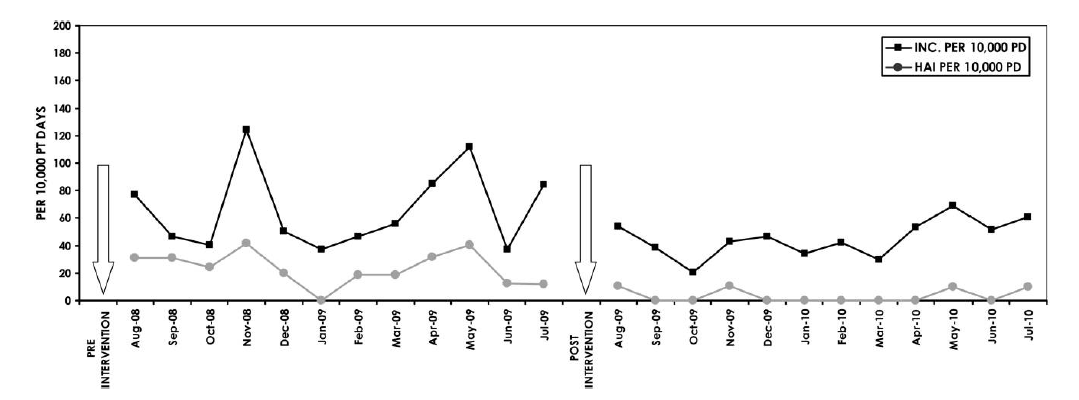 200
180
160
140
120
100
80
60
40
20
0
PER 10,000 PT DAYS
INC. PER 10,000 PD
HAI PER 10,000 PD
PRE
INTERVENTION
Aug-08
Sep-08
Oct-08
Nov-08
Dec-08
Jan-09
Feb-09
Mar-09
Apr-09
May-09
Jun-09
Jul-09
POST
INTERVENTION
Aug-09
Sep-09
Oct-09
Nov-09
Dec-09
Jan-10
Feb-10
Mar-10
Apr-10
May-10
Jun-10
Jul-10